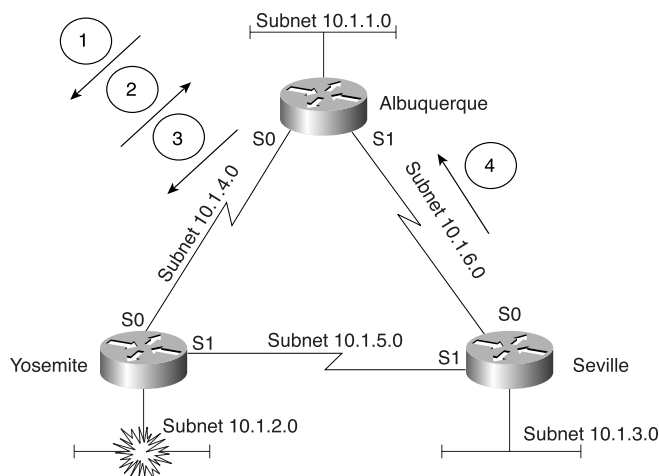 Subnet 10.1.1.0
1
2
3
Albuquerque
S0
S1
4
Subnet 10.1.4.0
Subnet 10.1.6.0
S0
S0
S1
Subnet 10.1.5.0
S1
Yosemite
Seville
Subnet 10.1.2.0
Subnet 10.1.3.0